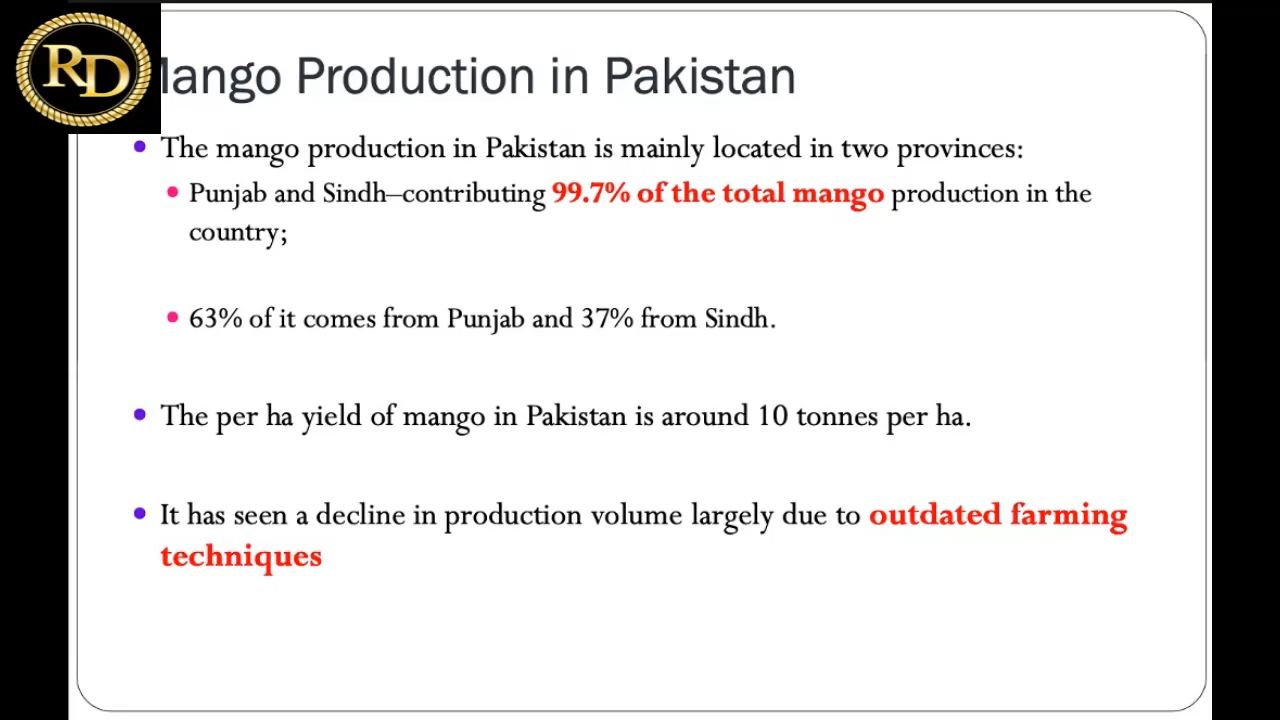 RD
Mango Production in Pakistan
The mango production in Pakistan is mainly located in two provinces:
Punjab and Sindh–contributing 99.7% of the total mango production in the
country;
63% of it comes from Punjab and 37% from Sindh.
The per ha yield of mango in Pakistan is around 10 tonnes per ha.
It has seen a decline in production volume largely due to outdated farming
techniques